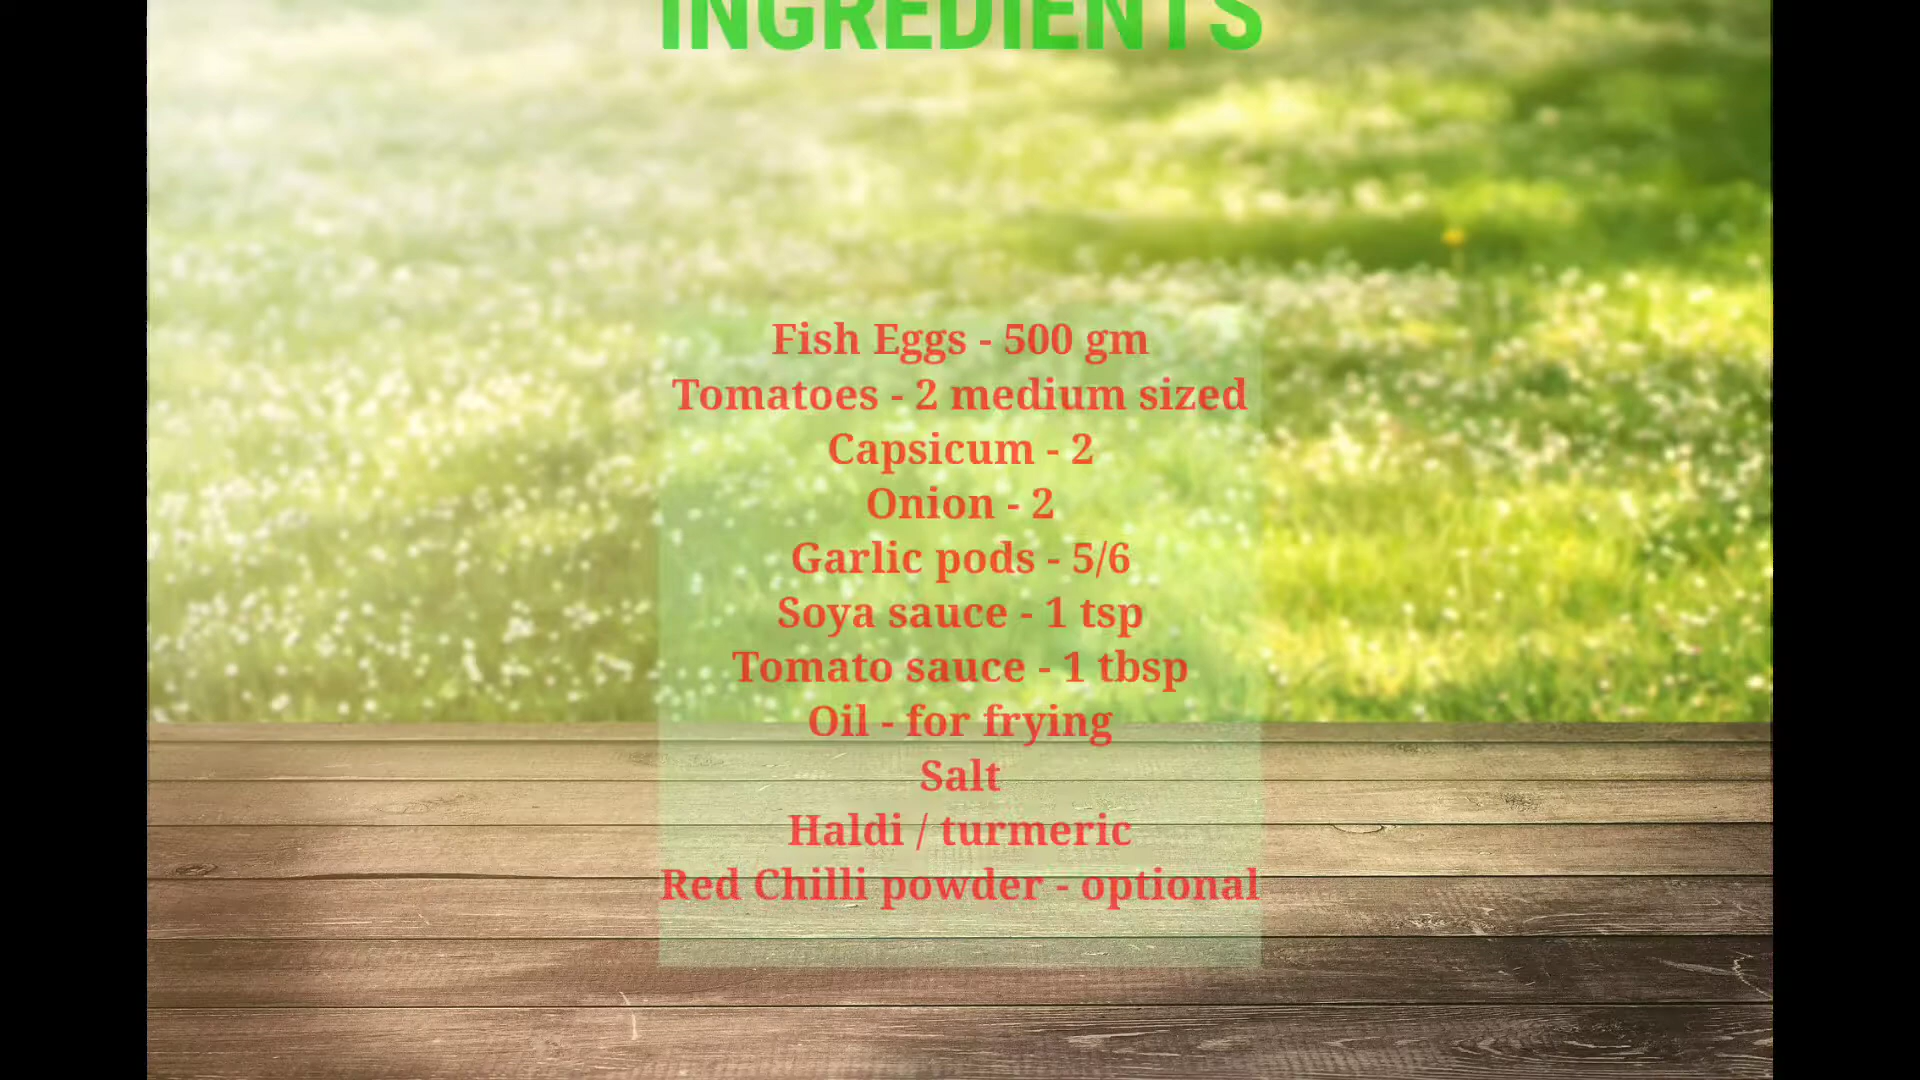 INGREDIENTS
Fish Eggs - 500 gm
Tomatoes - 2 medium sized
Capsicum - 2
Onion - 2
Garlic pods - 5/6
Soya sauce - 1 tsp
Tomato sauce - 1 tbsp
Oil - for frying
Salt
Haldi / turmeric
Red Chilli powder - optional